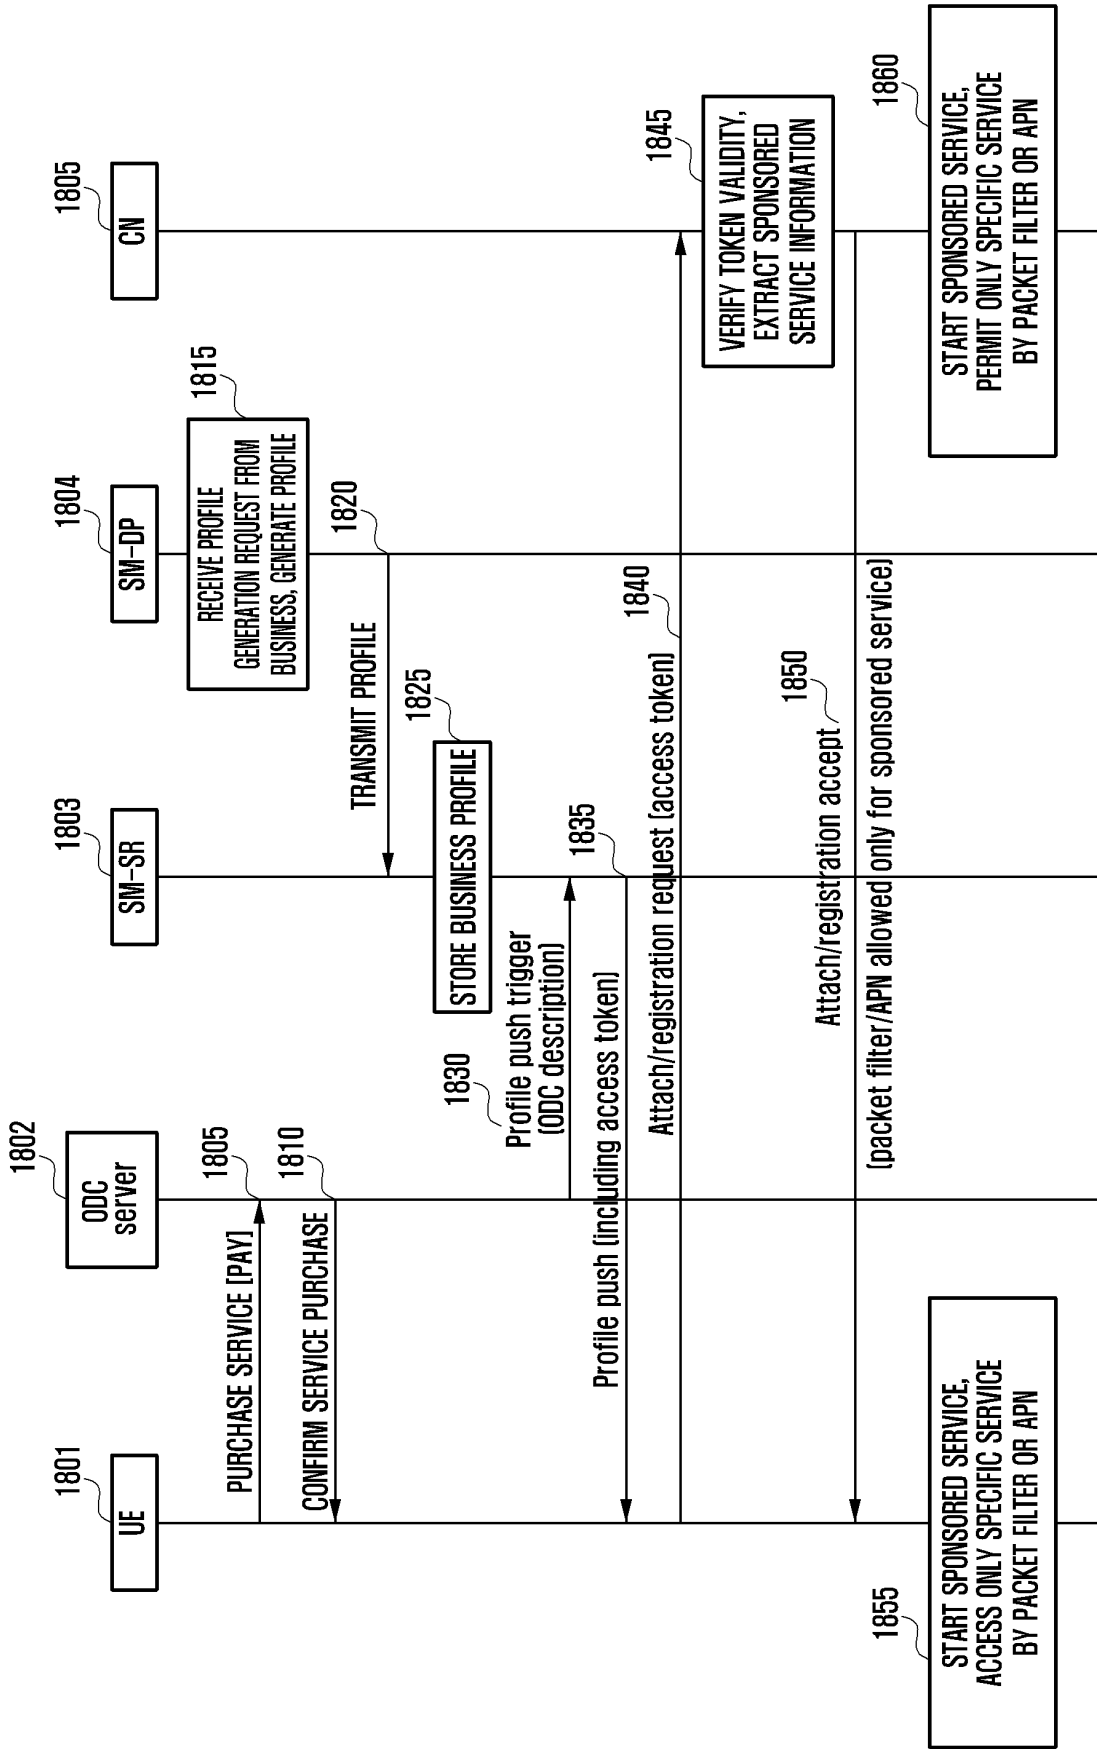 1801
UE
1802
ODC
server
1803
SM-SR
1804
SM-DP
1805
CN
PURCHASE SERVICE (PAY)
1805
CONFIRM SERVICE PURCHASE
1810
RECEIVE PROFILE
GENERATION REQUEST FROM
BUSINESS, GENERATE PROFILE
1815
TRANSMIT PROFILE
1820
STORE BUSINESS PROFILE
1825
1830
Profile push trigger
(ODC description)
Profile push (including access token)
1835
Attach/registration request (access token)
1840
VERIFY TOKEN VALIDITY,
EXTRACT SPONSORED
SERVICE INFORMATION
1845
Attach/registration accept
1850
(packet filter/APN allowed only for sponsored service)
1855
START SPONSORED SERVICE,
ACCESS ONLY SPECIFIC SERVICE
BY PACKET FILTER OR APN
START SPONSORED SERVICE,
PERMIT ONLY SPECIFIC SERVICE
BY PACKET FILTER OR APN
1860